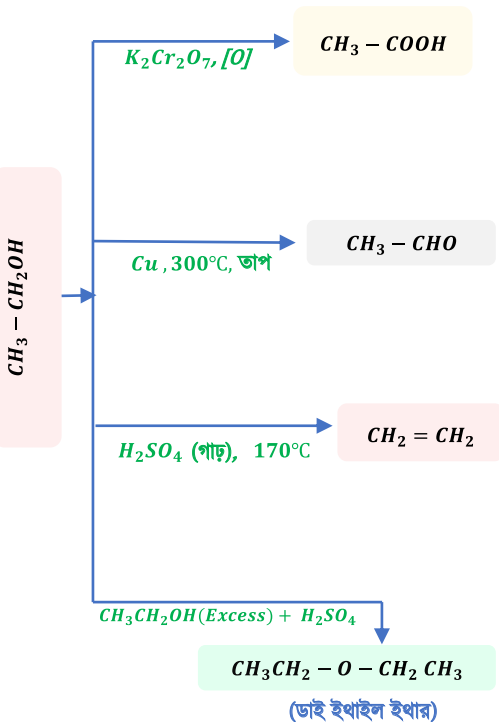 CH₃ − COOH
K₂Cr₂O₇, [O]
CH₃ − CH₂OH
CH₃ − CHO
Cu , 300℃, তাপ
CH₂ = CH₂
H₂SO₄ (গাঢ়), 170℃
CH₃CH₂OH(Excess) + H₂SO₄
CH₃CH₂ − O − CH₂ CH₃
(ডাই ইথাইল ইথার)